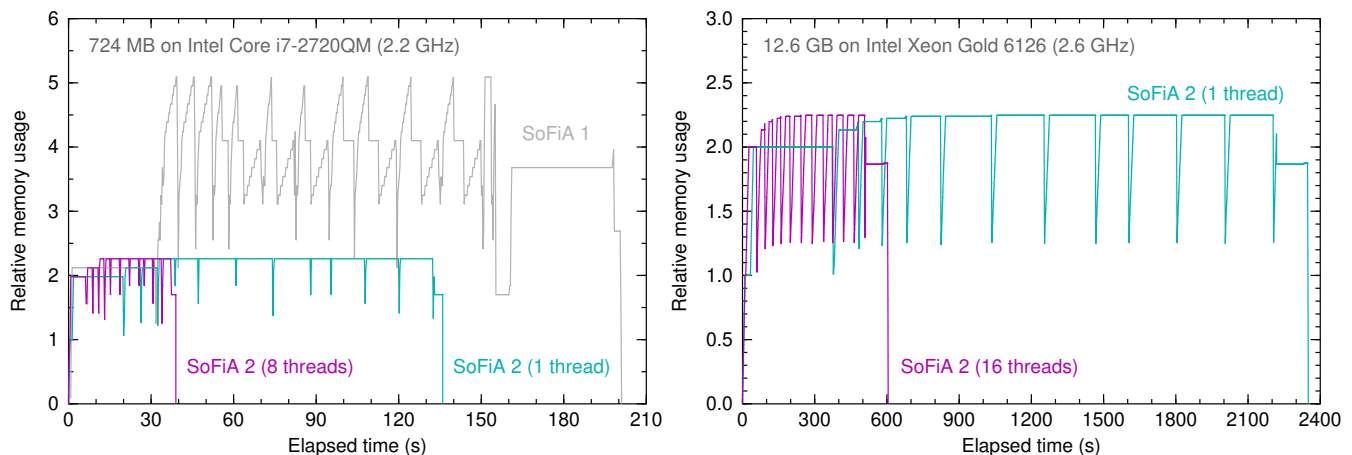 724 MB on Intel Core i7-2720QM (2.2 GHz)
SoFiA 1
SoFiA 2 (8 threads)
SoFiA 2 (1 thread)
Relative memory usage
6
5
4
3
2
1
0
0 30 60 90 120 150 180 210
Elapsed time (s)
12.6 GB on Intel Xeon Gold 6126 (2.6 GHz)
SoFiA 2 (1 thread)
SoFiA 2 (16 threads)
Relative memory usage
3.0
2.5
2.0
1.5
1.0
0.5
0.0
0 300 600 900 1200 1500 1800 2100 2400
Elapsed time (s)